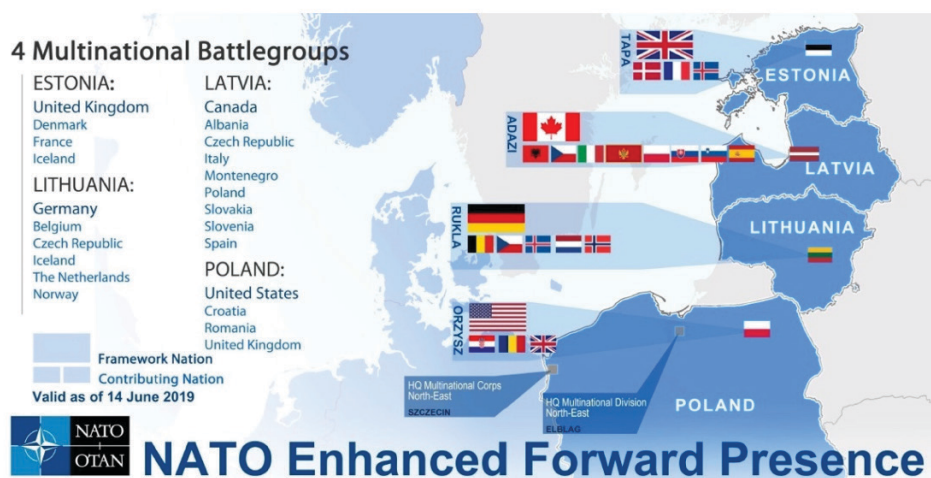 4 Multinational Battlegroups
ESTONIA:
United Kingdom
Denmark
France
Iceland
LITHUANIA:
Germany
Belgium
Czech Republic
Iceland
The Netherlands
Norway
LATVIA:
Canada
Albania
Czech Republic
Italy
Montenegro
Poland
Slovakia
Slovenia
Spain
POLAND:
United States
Croatia
Romania
United Kingdom
Framework Nation
Contributing Nation
Valid as of 14 June 2019
TAPA
ESTONIA
ADAZI
LATVIA
RUKLA
LITHUANIA
ORZYSZ
HQ Multinational Corps
North-East
SZCZECIN
HQ Multinational Division
North-East
ELBLAG
POLAND
NATO
OTAN
NATO Enhanced Forward Presence